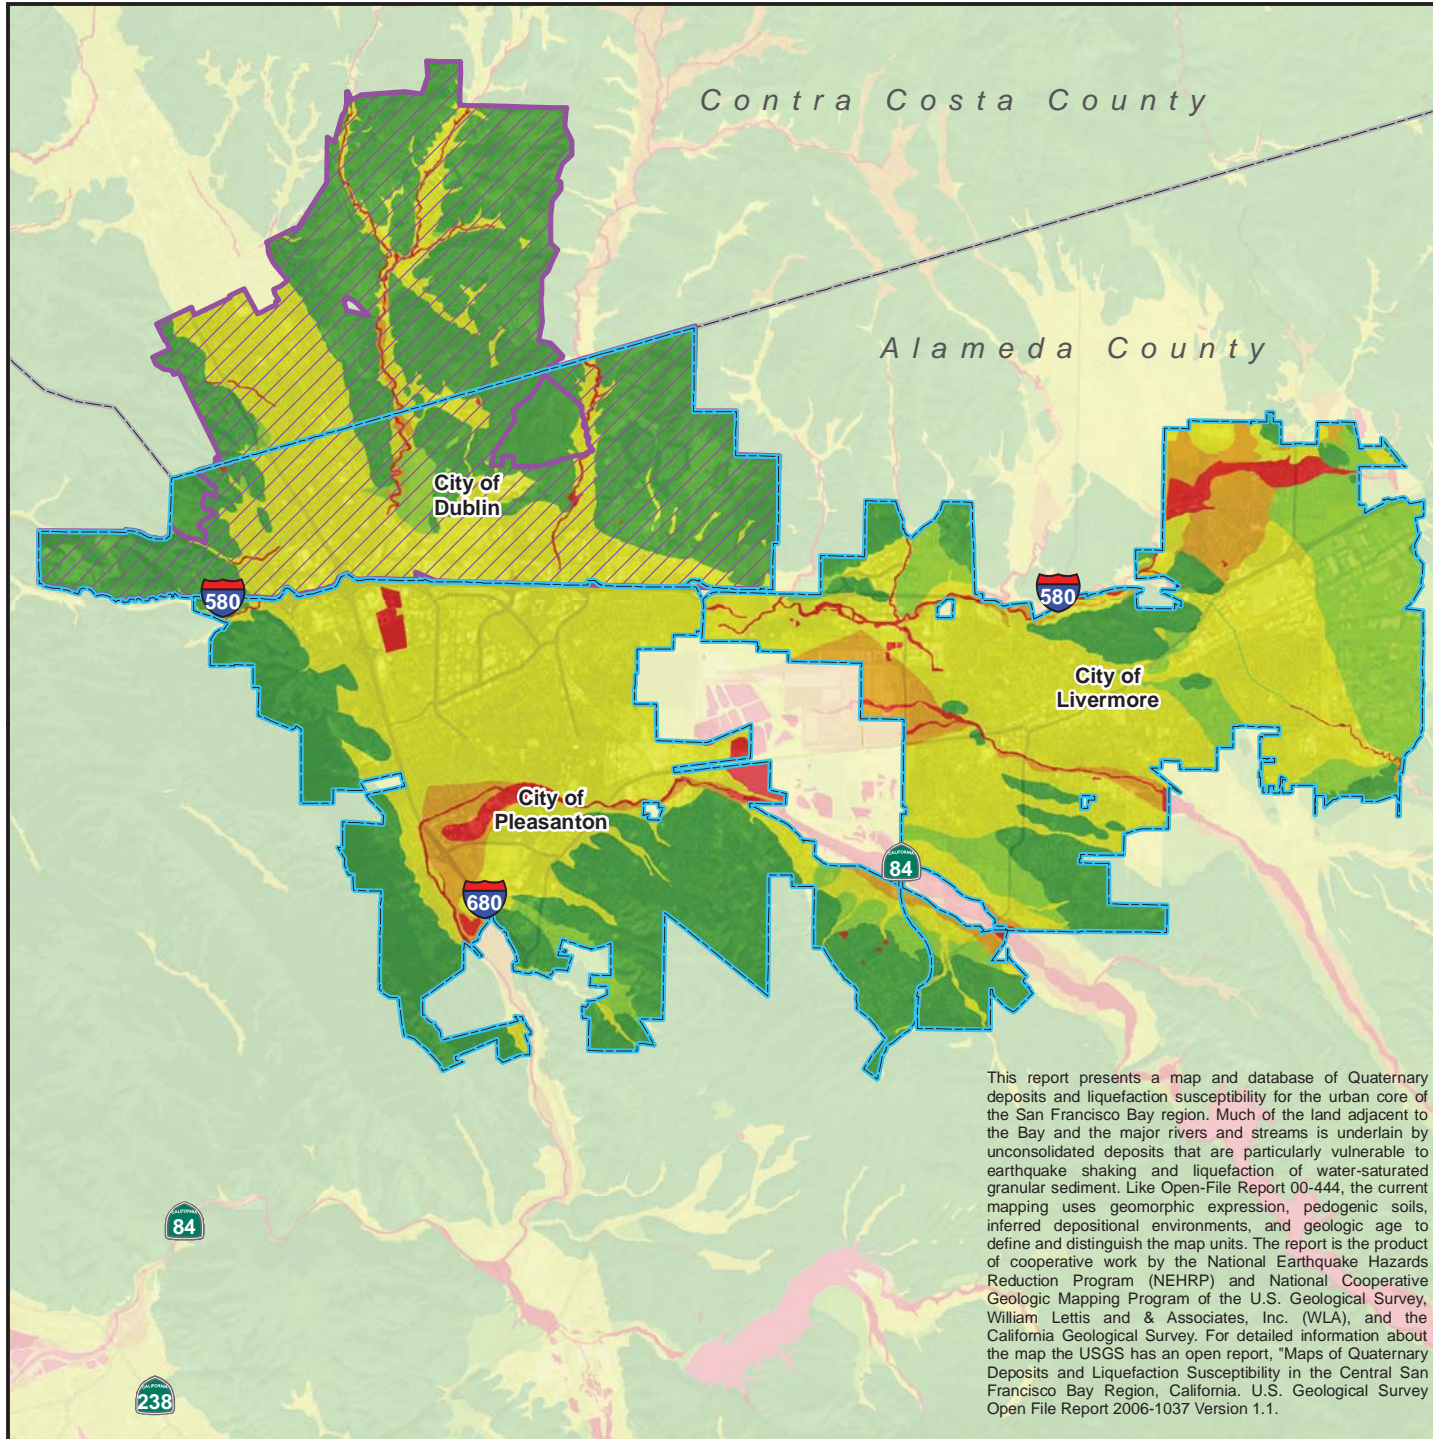 Contra Costa County
Alameda County
City of
Dublin
580
580
City of
Livermore
City of
Pleasanton
CALIFORNIA
84
680
This report presents a map and database of Quaternary
deposits and liquefaction susceptibility for the urban core of
the San Francisco Bay region. Much of the land adjacent to
the Bay and the major rivers and streams is underlain by
unconsolidated deposits that are particularly vulnerable to
earthquake shaking and liquefaction of water-saturated
granular sediment. Like Open-File Report 00-444, the current
mapping uses geomorphic expression, pedogenic soils,
inferred depositional environments, and geologic age to
define and distinguish the map units. The report is the product
of cooperative work by the National Earthquake Hazards
Reduction Program (NEHRP) and National Cooperative
Geologic Mapping Program of the U.S. Geological Survey,
William Lettis and & Associates, Inc. (WLA), and the
California Geological Survey. For detailed information about
the map the USGS has an open report, "Maps of Quaternary
Deposits and Liquefaction Susceptibility in the Central San
Francisco Bay Region, California. U.S. Geological Survey
Open File Report 2006-1037 Version 1.1.
CALIFORNIA
84
CALIFORNIA
238